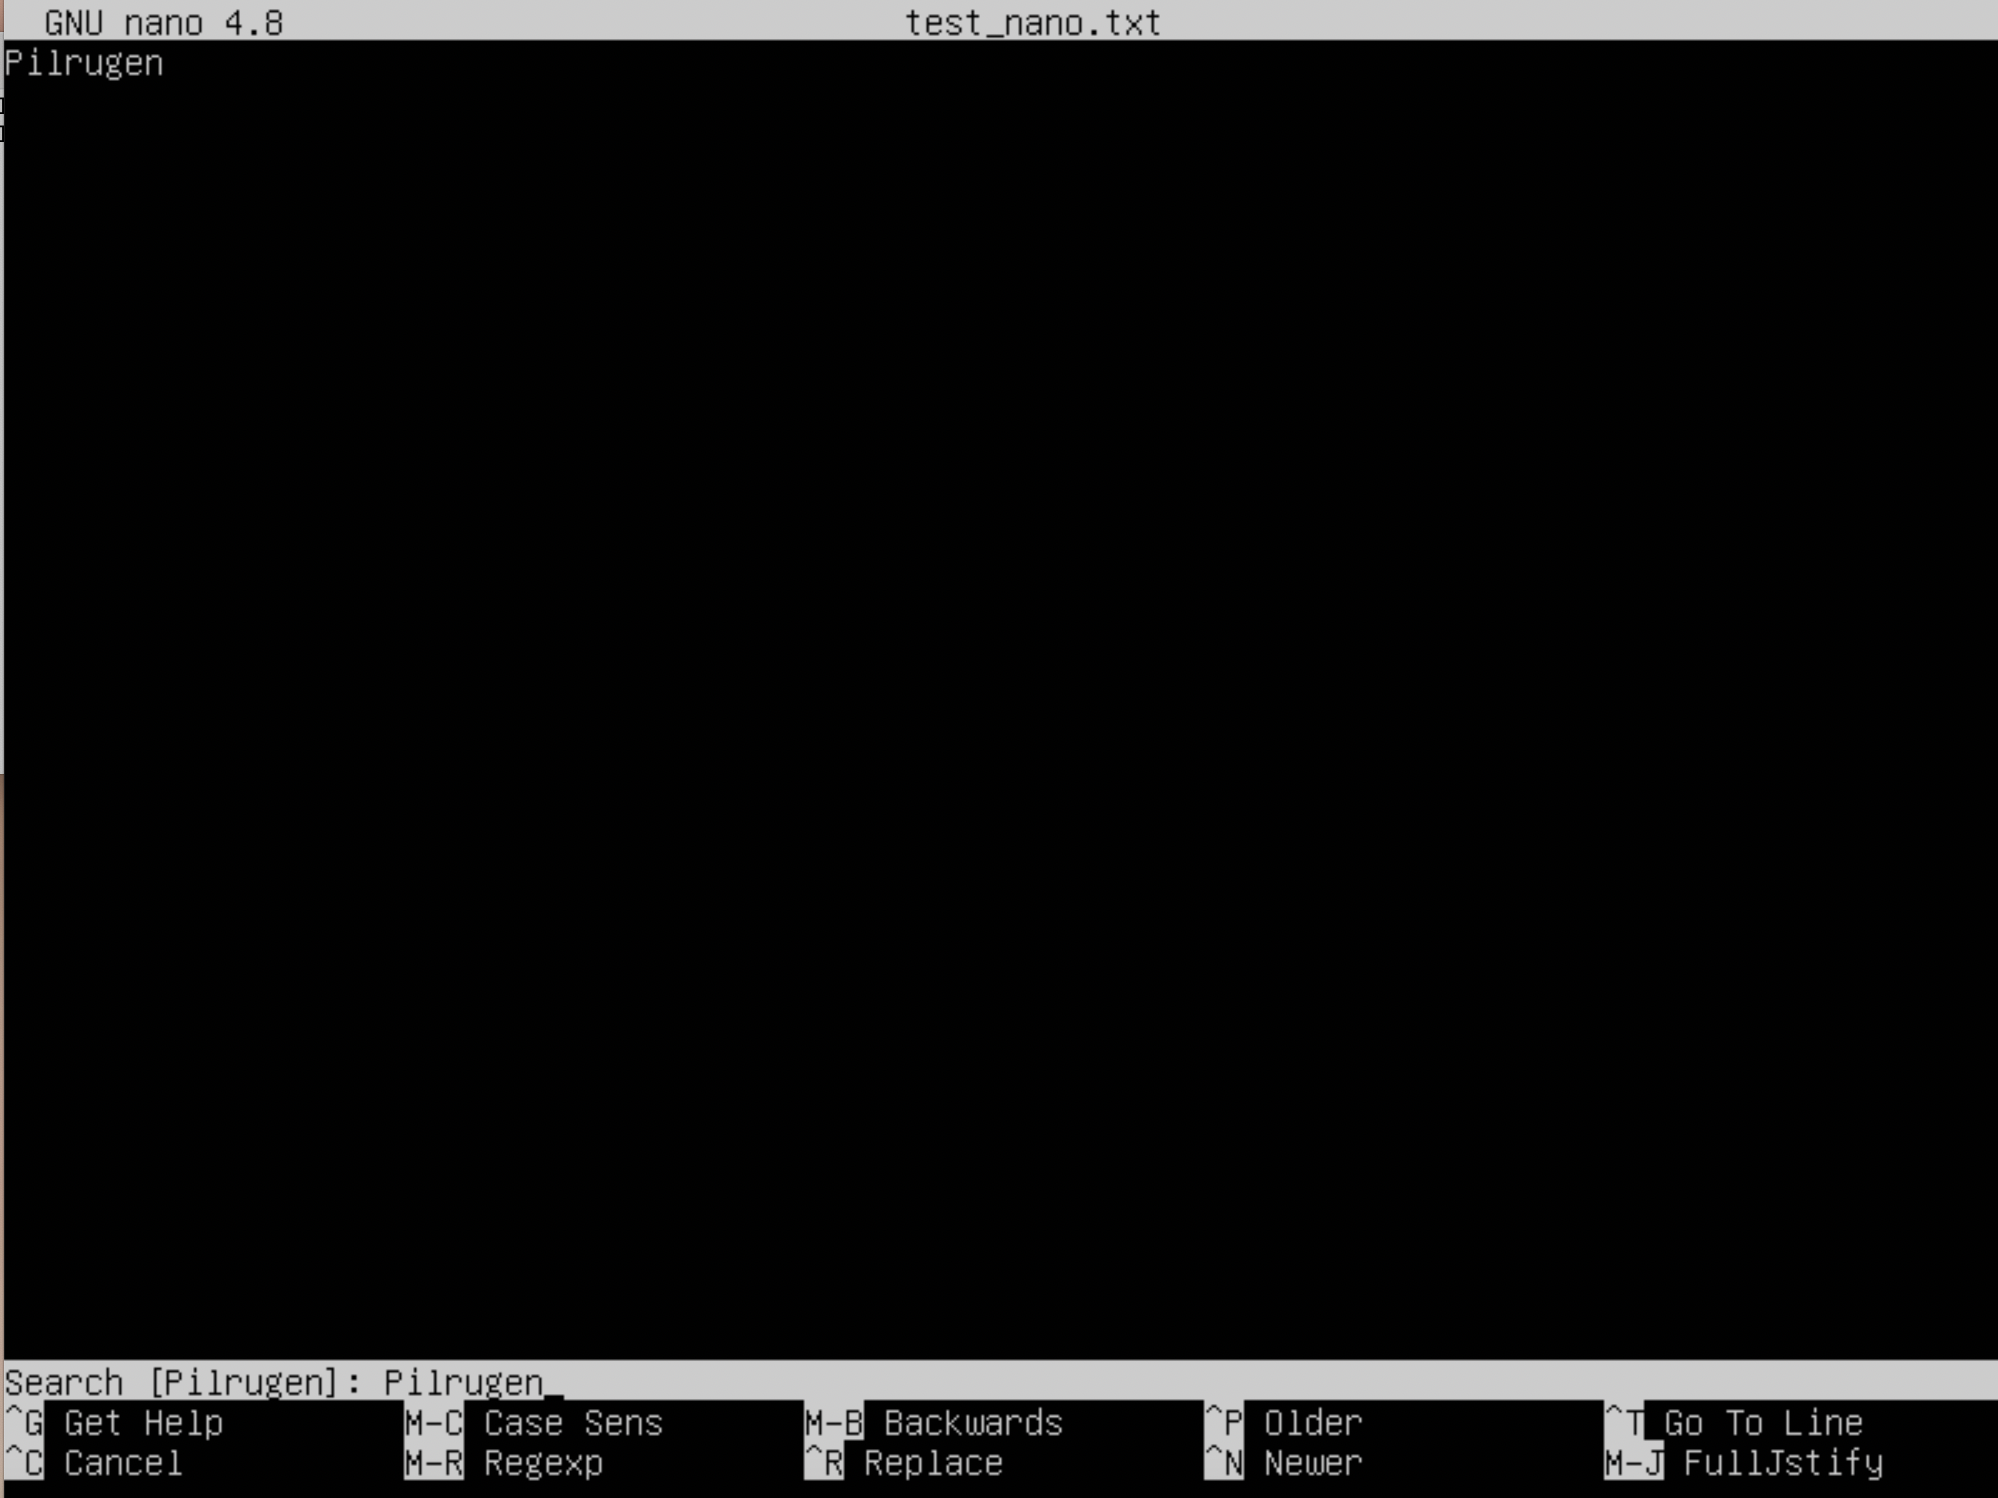 GNU nano 4.8 test_nano.txt
Pilrugen
Search [Pilrugen]: Pilrugen_
^G Get Help M-C Case Sens M-B Backwards ^P Older ^T Go To Line
^C Cancel M-R Regexp ^R Replace ^N Newer M-J FullJstify